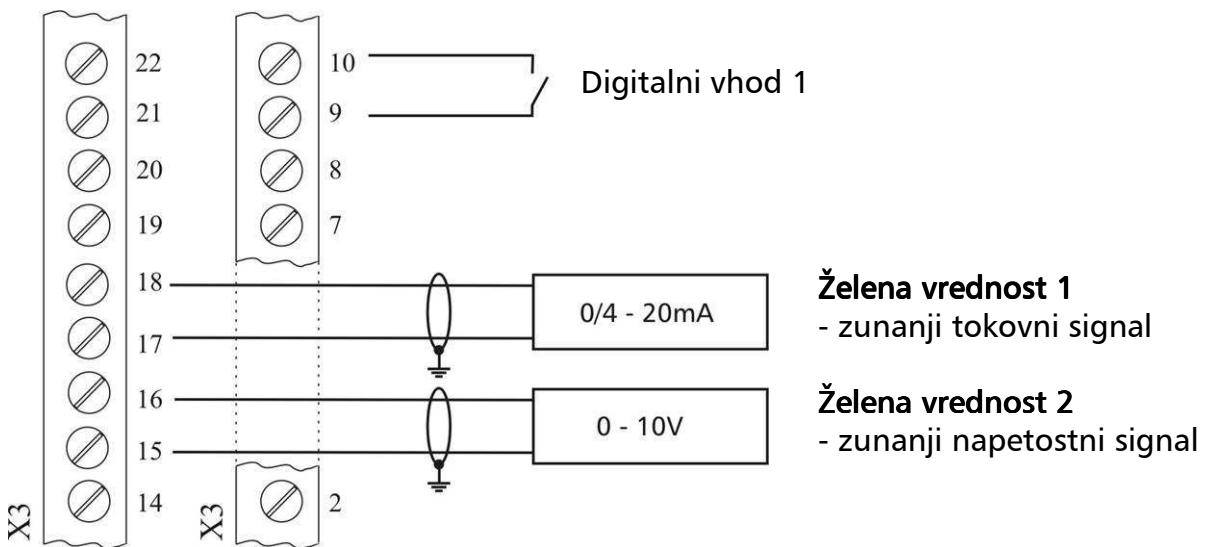 22
21
20
19
18
17
16
15
14
X3
10
9
8
7
2
X3
Digitalni vhod 1
0/4 - 20mA
Želena vrednost 1
- zunanji tokovni signal
0 - 10V
Želena vrednost 2
- zunanji napetostni signal